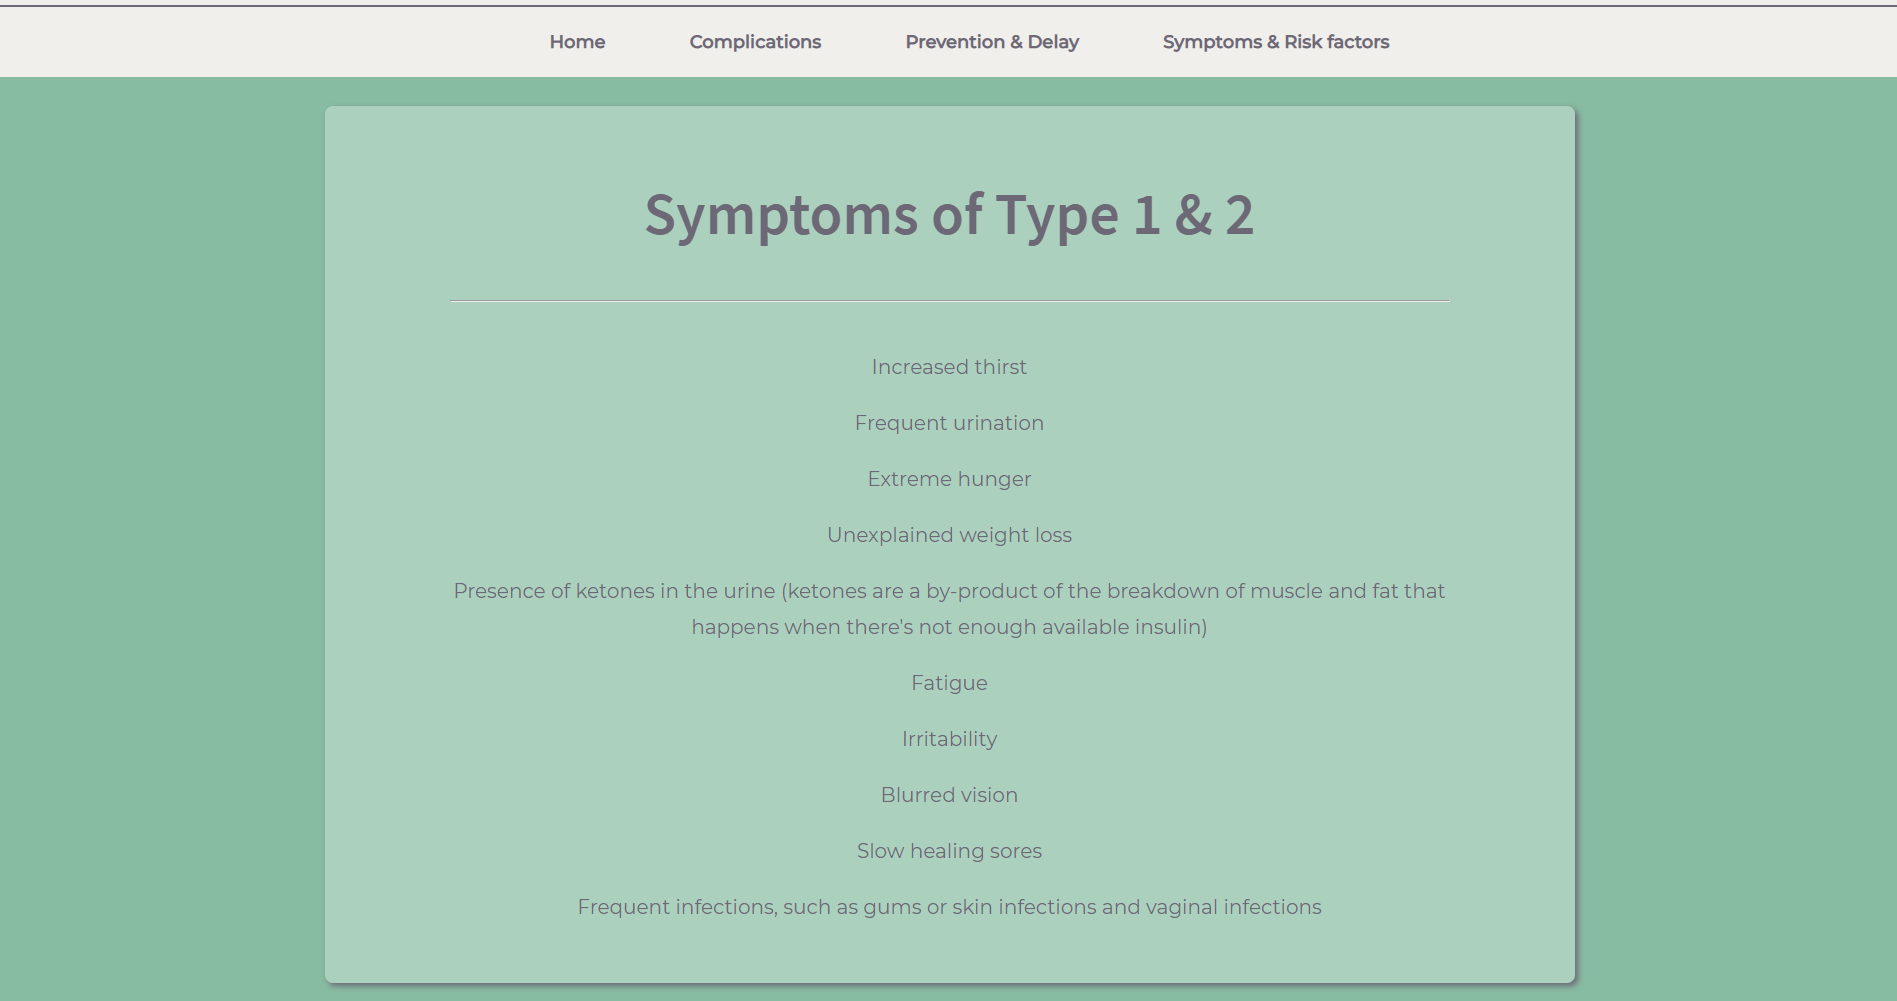 Home Complications Prevention & Delay Symptoms & Risk factors
Symptoms of Type 1 & 2
Increased thirst
Frequent urination
Extreme hunger
Unexplained weight loss
Presence of ketones in the urine (ketones are a by-product of the breakdown of muscle and fat that
happens when there's not enough available insulin)
Fatigue
Irritability
Blurred vision
Slow healing sores
Frequent infections, such as gums or skin infections and vaginal infections